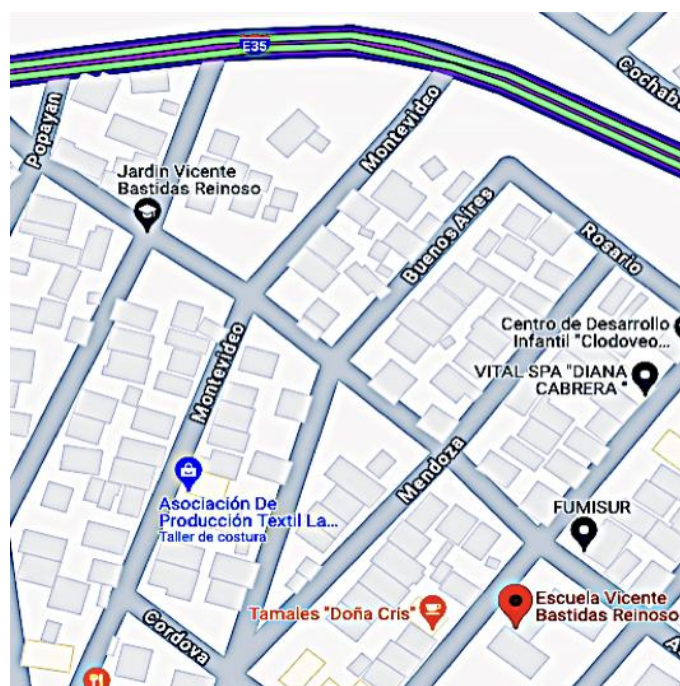 E35
Cochab
Popayan
Montevideo
Jardin Vicente
Bastidas Reinoso
Buenos Aires
Rosario
Centro de Desarrollo
Infantil "Clodoveo...
VITAL SPA "DIANA
CABRERA "
Montevideo
Mendoza
Asociación De
Producción Textil La...
Taller de costura
FUMISUR
Tamales "Doña Cris"
Escuela Vicente
Bastidas Reinoso
Cordova
A